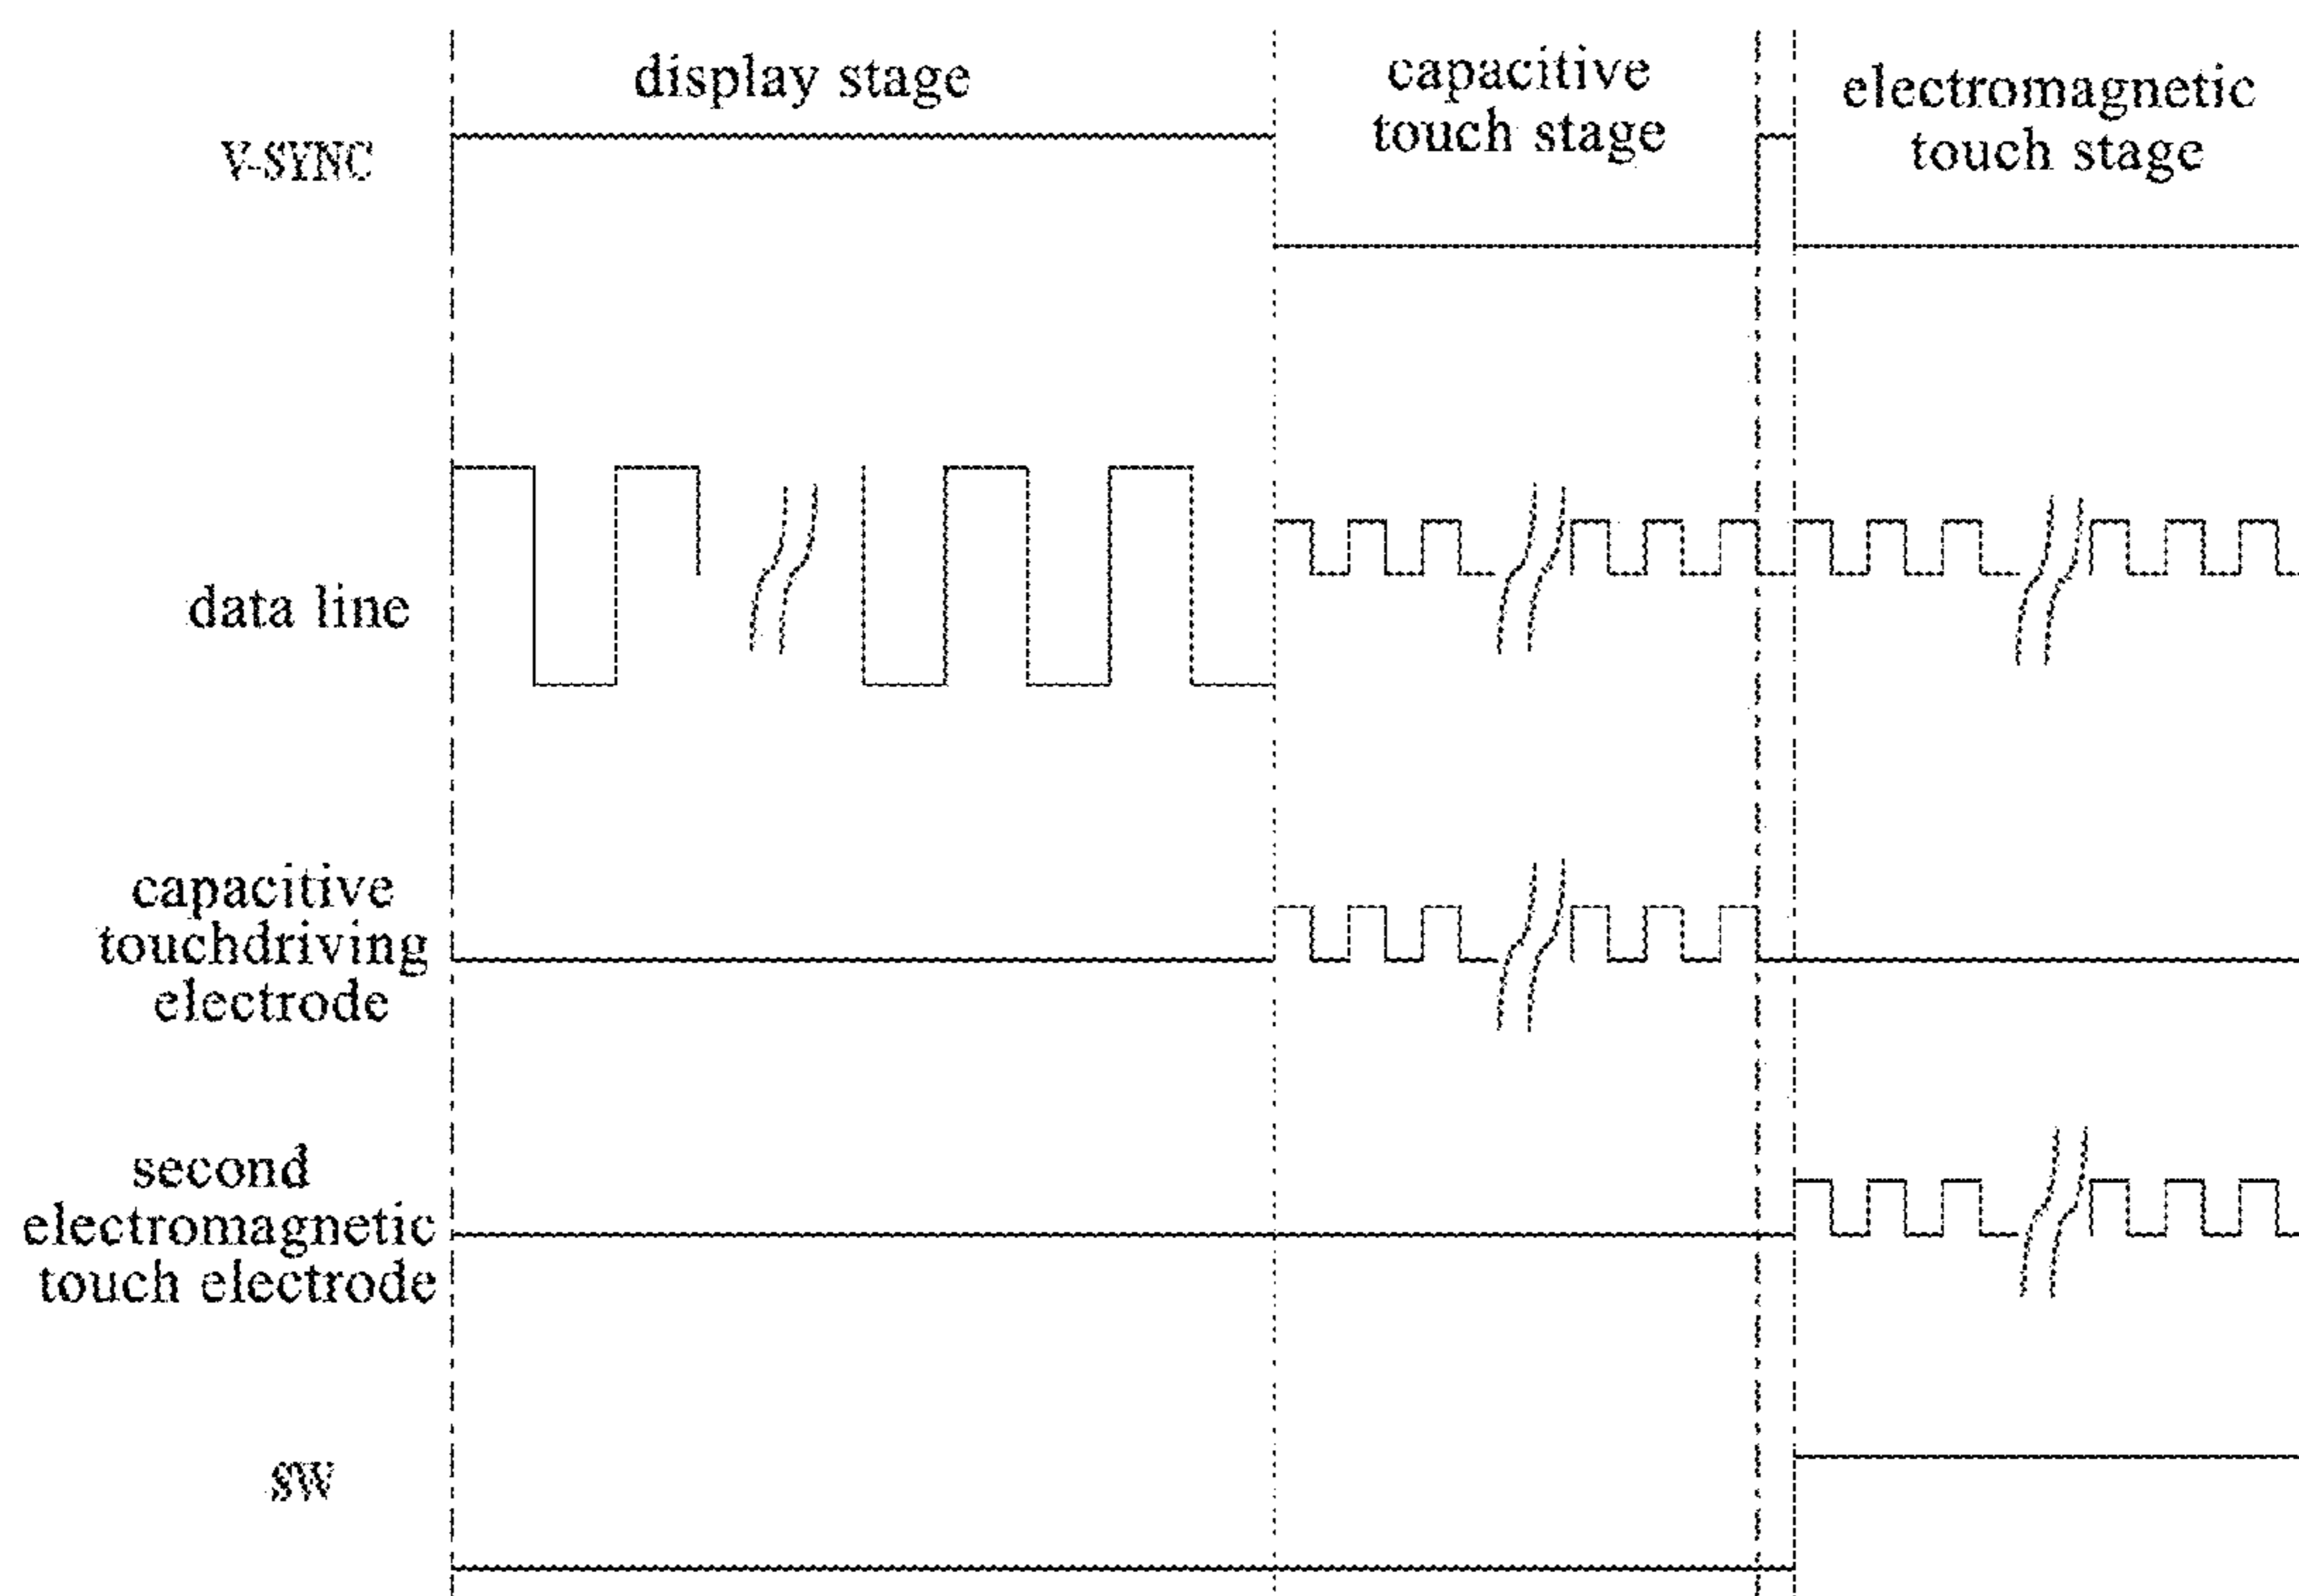 display stage
capacitive
touch stage
electromagnetic
touch stage
V-SYNC
data line
capacitive
touchdriving
electrode
second
electromagnetic
touch electrode
SW